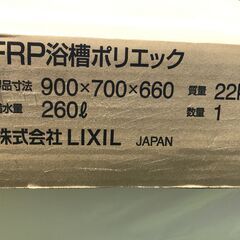 FRP浴槽ポリエック
品寸法 900×700×660 質量 22
水量 260ℓ 数量 1
株式会社 LIXIL JAPAN